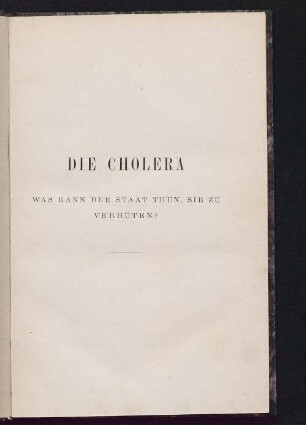 DIE CHOLERA
WAS KANN DER STAAT THUN, SIE ZU
VERHÜTEN?